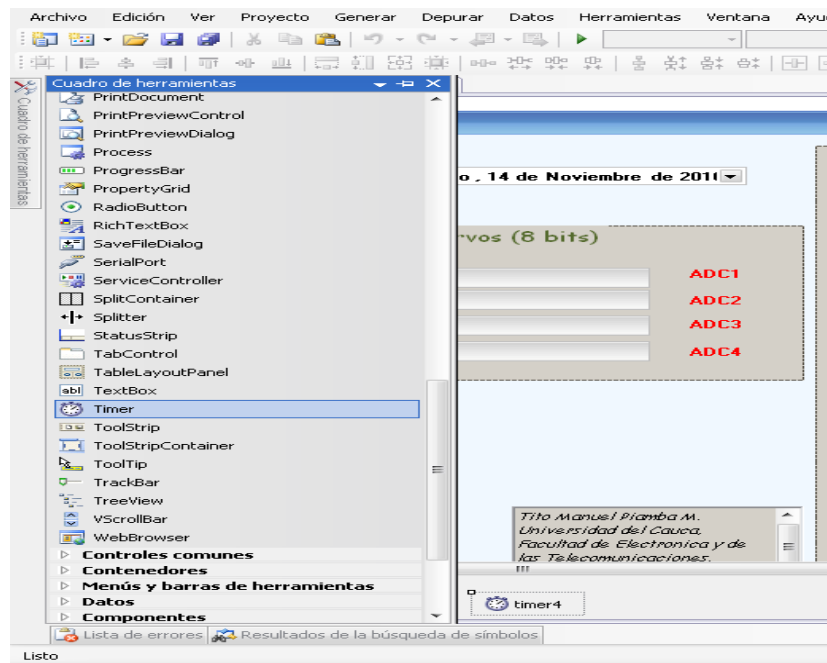 Archivo Edición Ver Proyecto Generar Depurar Datos Herramientas Ventana Ayu
Cuadro de herramientas
Cuadro de herramientas
PrintDocument
PrintPreviewControl
PrintPreviewDialog
Process
ProgressBar
PropertyGrid
RadioButton
RichTextBox
SaveFileDialog
SerialPort
ServiceController
SplitContainer
Splitter
StatusStrip
TabControl
TableLayoutPanel
TextBox
Timer
ToolStrip
ToolStripContainer
ToolTip
TrackBar
TreeView
VScrollBar
WebBrowser
Controles comunes
Contenedores
Menús y barras de herramientas
Datos
Componentes
o , 14 de Noviembre de 201
vos (8 bits)
ADC1
ADC2
ADC3
ADC4
Tito Manuel Piamba M.
Universidad del Cauca,
Facultad de Electronica y de
las Telecomunicaciones.
timer4
Lista de errores Resultados de la búsqueda de símbolos
Listo